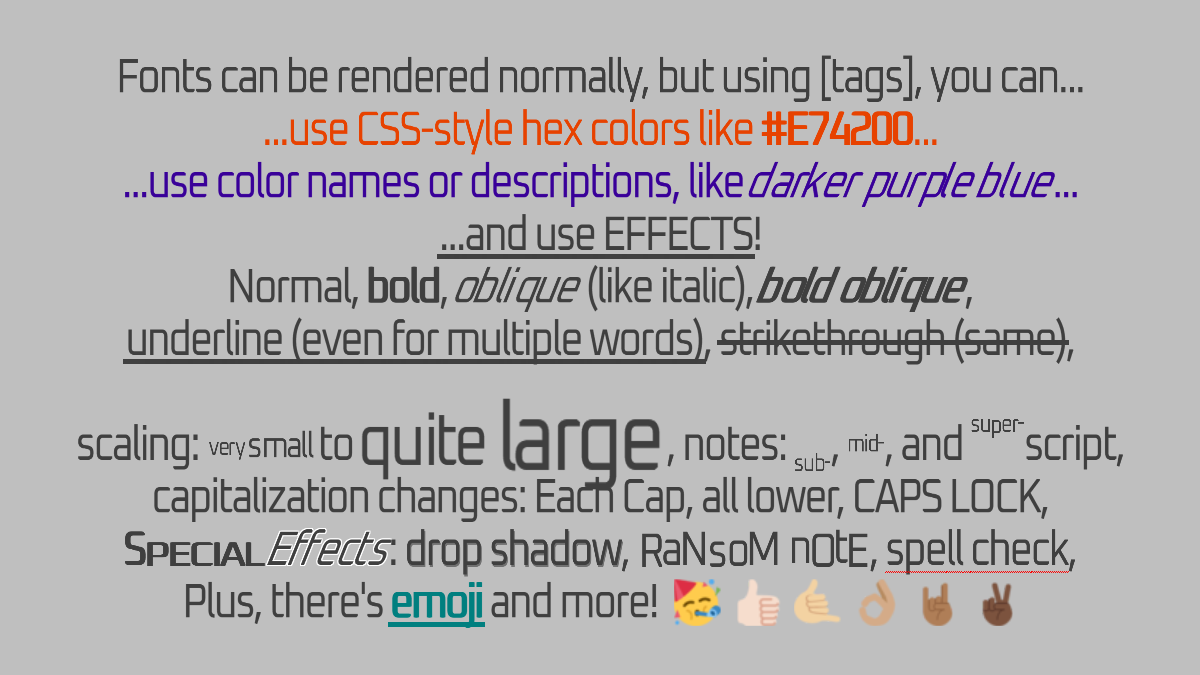 Fonts can be rendered normally, but using [tags], you can...
...use CSS-style hex colors like #E74200...
...use color names or descriptions, like darker purple blue...
...and use EFFECTS!
Normal, bold, oblique (like italic), bold oblique,
underline (even for multiple words), strikethrough (same),
scaling: very small to quite large, notes: sub-, mid-, and super-script,
capitalization changes: Each Cap, all lower, CAPS LOCK,
SPECIAL Effects: drop shadow, RaNsoM nOtE, spell check,
Plus, there's emoji and more! 🥳 👍🏻 🤙🏼 👌🏽 🤘🏾 ✌🏿